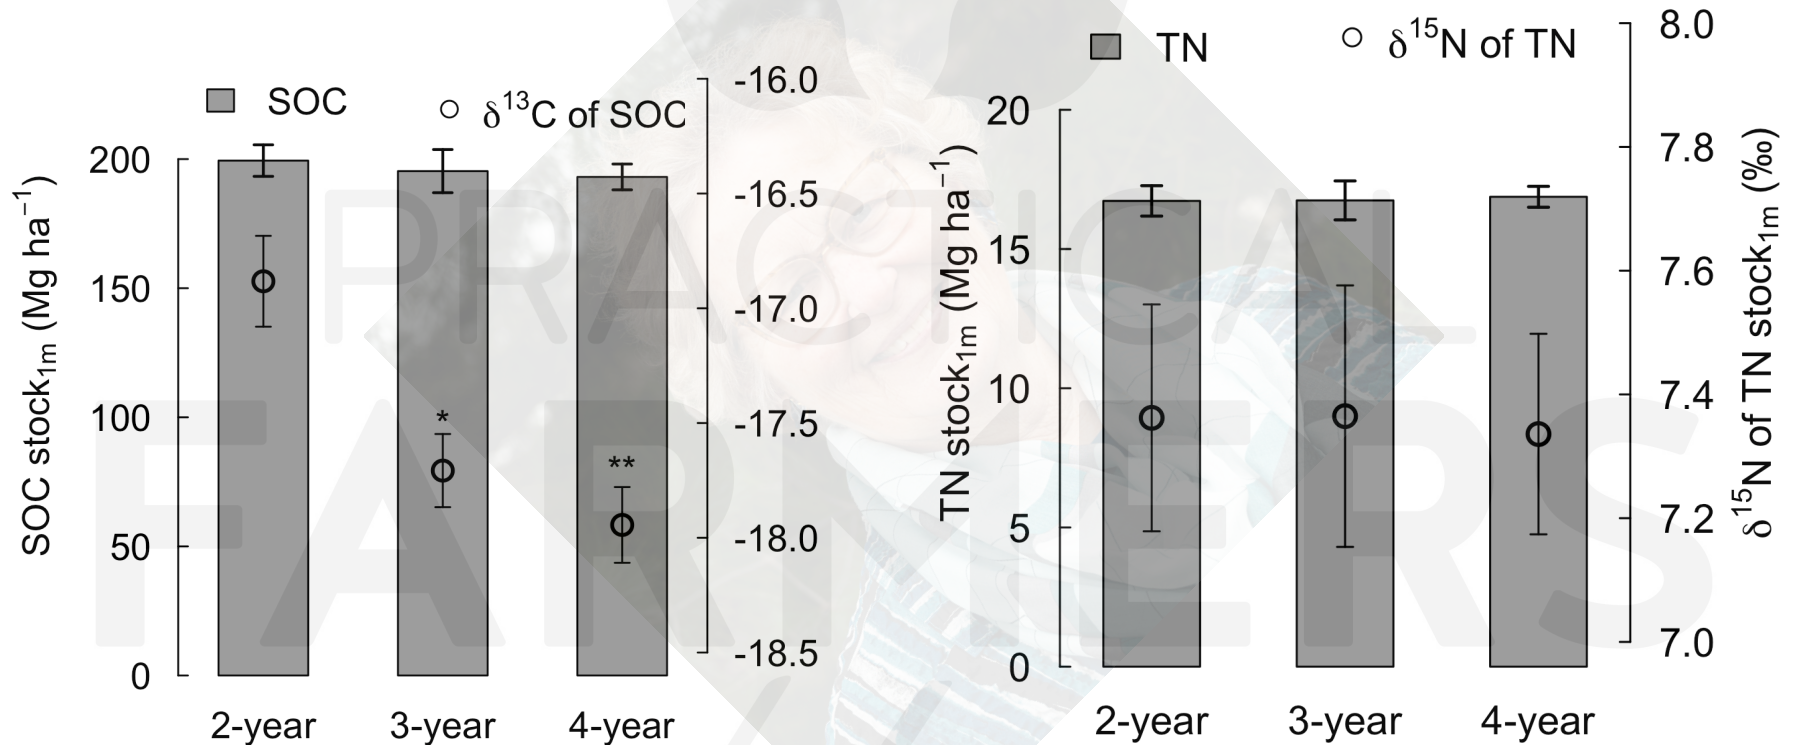 SOC
δ¹³C of SOC
SOC stock₁ₘ (Mg ha⁻¹)
200
150
100
50
0
*
**
-16.0
-16.5
-17.0
-17.5
-18.0
-18.5
2-year
3-year
4-year
TN
δ¹⁵N of TN
TN stock₁ₘ (Mg ha⁻¹)
20
15
10
5
0
8.0
7.8
7.6
7.4
7.2
7.0
δ¹⁵N of TN stock₁ₘ (‰)
2-year
3-year
4-year
PRACTICAL
FARMERS